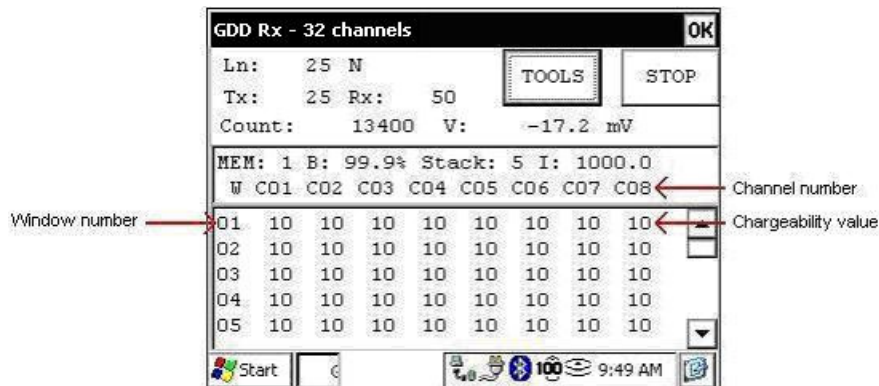 GDD Rx - 32 channels OK
Ln: 25 N
TOOLS STOP
Tx: 25 Rx: 50
Count: 13400 V: -17.2 mV
MEM: 1 B: 99.9% Stack: 5 I: 1000.0
W C01 C02 C03 C04 C05 C06 C07 C08 Channel number
Window number 01 10 10 10 10 10 10 10 10 Chargeability value
02 10 10 10 10 10 10 10 10
03 10 10 10 10 10 10 10 10
04 10 10 10 10 10 10 10 10
05 10 10 10 10 10 10 10 10
Start 100 9:49 AM